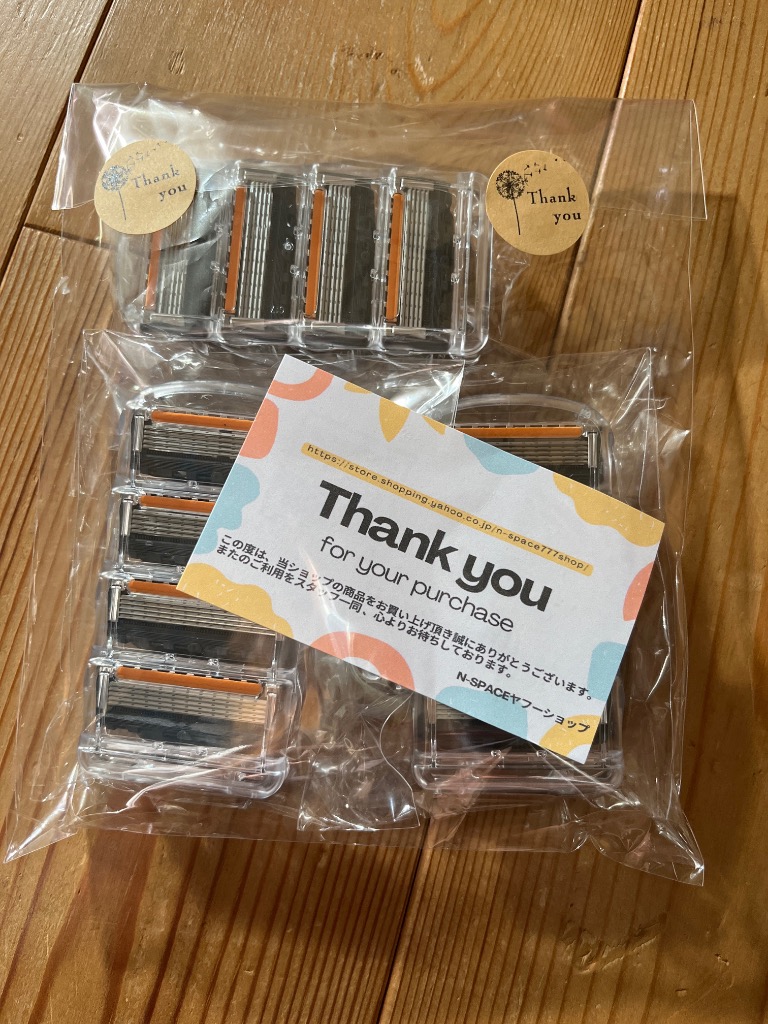 Thank
you
Thank
you
https://store.shopping.yahoo.co.jp/n-space777shop/
Thank you
for your purchase
この度は、当ショップの商品をお買い上げ頂き誠にありがとうございます。
またのご利用をスタッフ一同、心よりお待ちしております。
N-SPACEヤフーショップ